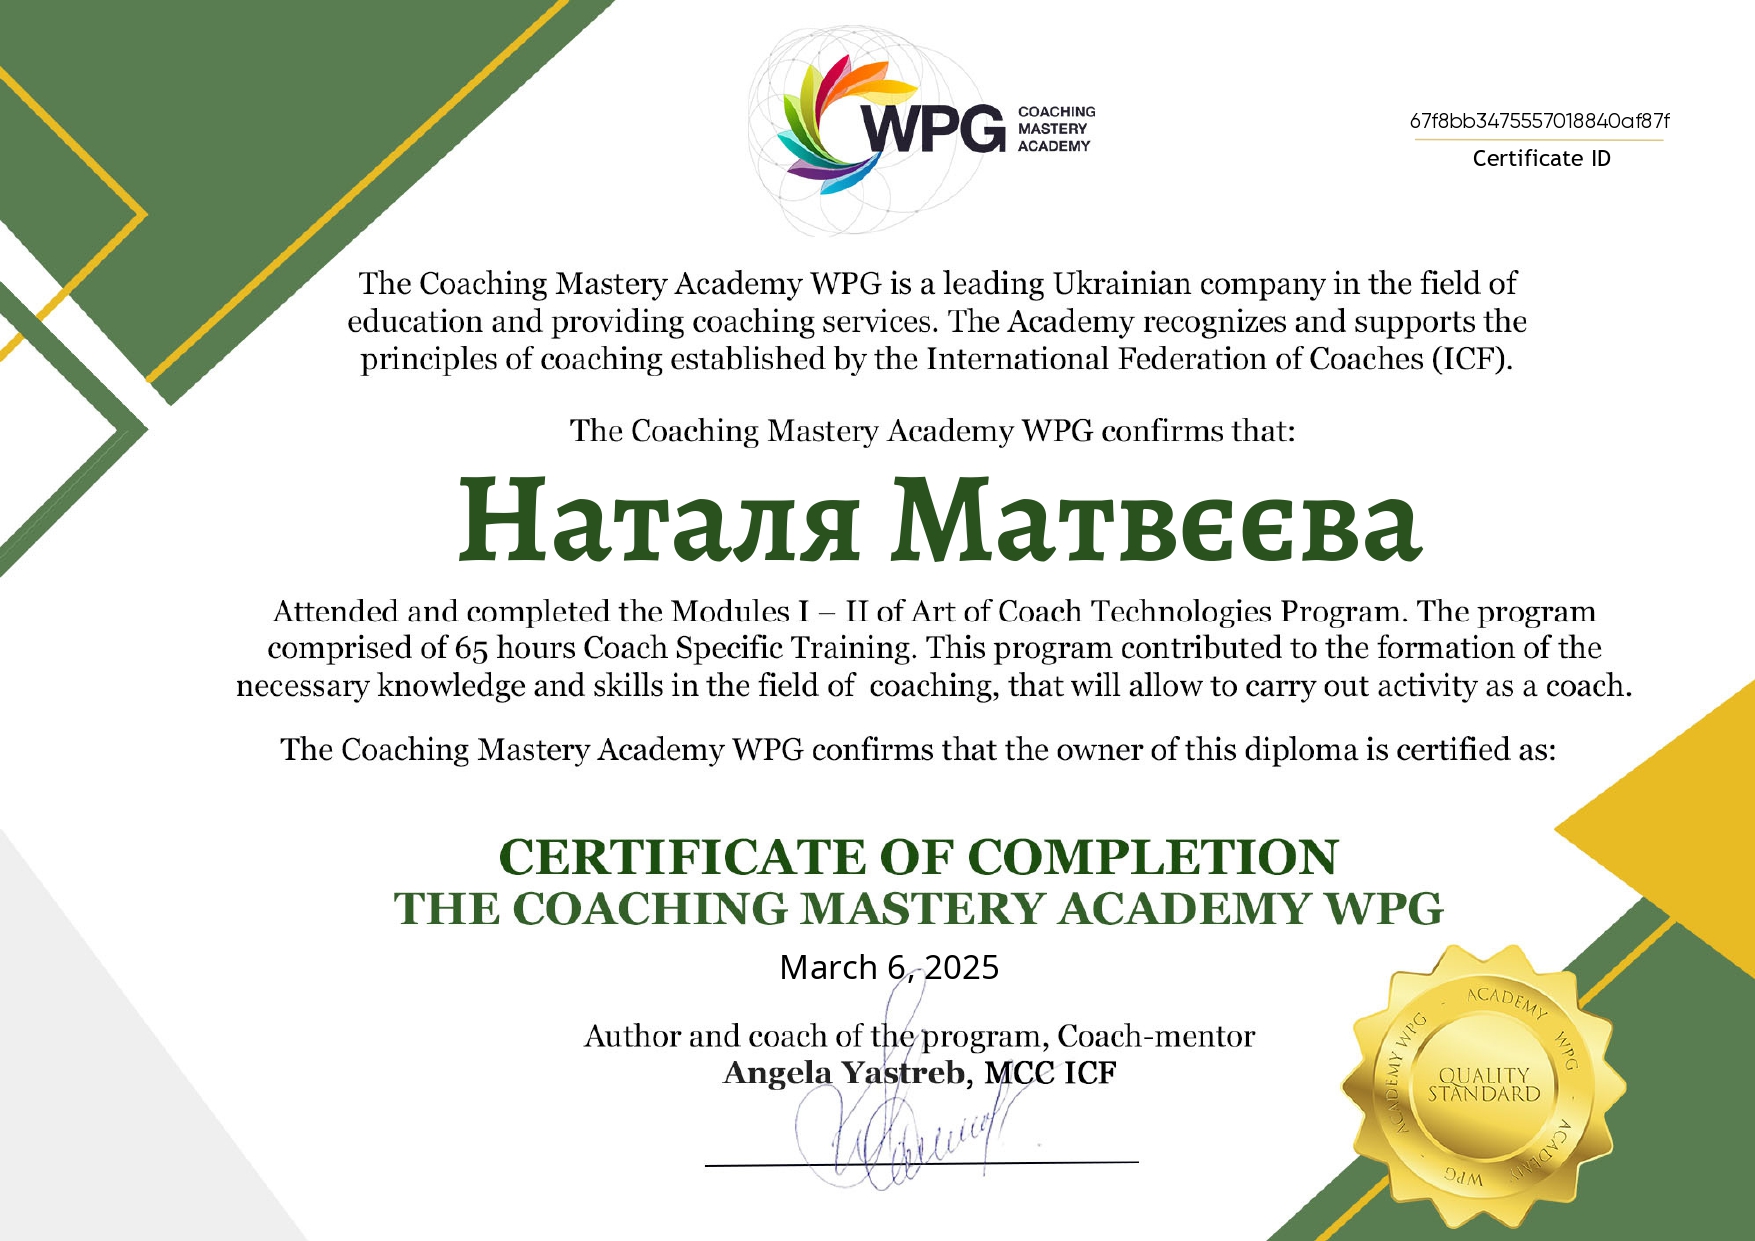 WPG
COACHING
MASTERY
ACADEMY
67f8bb3475557018840af87f
Certificate ID
The Coaching Mastery Academy WPG is a leading Ukrainian company in the field of
education and providing coaching services. The Academy recognizes and supports the
principles of coaching established by the International Federation of Coaches (ICF).
The Coaching Mastery Academy WPG confirms that:
Наталя Матвєєва
Attended and completed the Modules I – II of Art of Coach Technologies Program. The program
comprised of 65 hours Coach Specific Training. This program contributed to the formation of the
necessary knowledge and skills in the field of coaching, that will allow to carry out activity as a coach.
The Coaching Mastery Academy WPG confirms that the owner of this diploma is certified as:
CERTIFICATE OF COMPLETION
THE COACHING MASTERY ACADEMY WPG
March 6, 2025
Author and coach of the program, Coach-mentor
Angela Yastreb, MCC ICF
ACADEMY WPG - ACADEMY WPG - ACADEMY WPG -
QUALITY
STANDARD